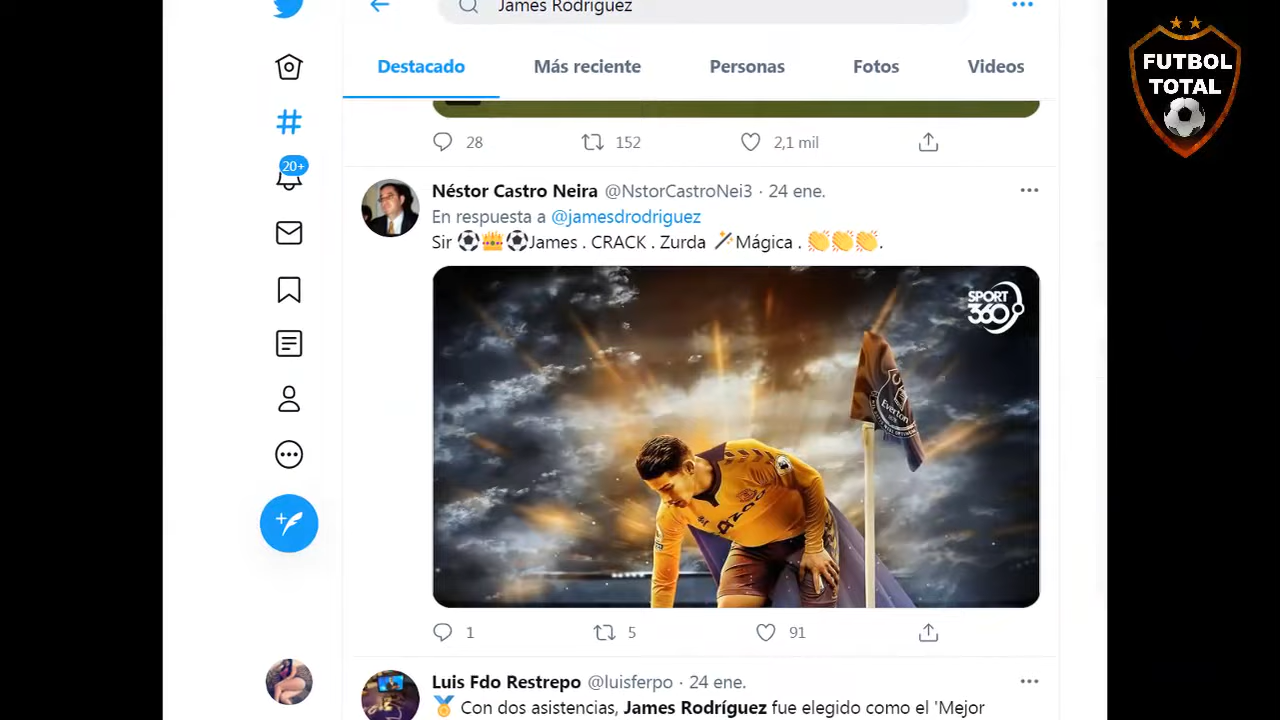 James Rodriguez
FUTBOL
TOTAL
Destacado Más reciente Personas Fotos Videos
28 152 2,1 mil
20+
Néstor Castro Neira @NstorCastroNei3 · 24 ene.
En respuesta a @jamesdrodriguez
Sir ⚽👑⚽James . CRACK . Zurda 🪄Mágica . 👏👏👏.
SPORT
360
Everton
1 5 91
Luis Fdo Restrepo @luisferpo · 24 ene.
🏅 Con dos asistencias, James Rodríguez fue elegido como el 'Mejor